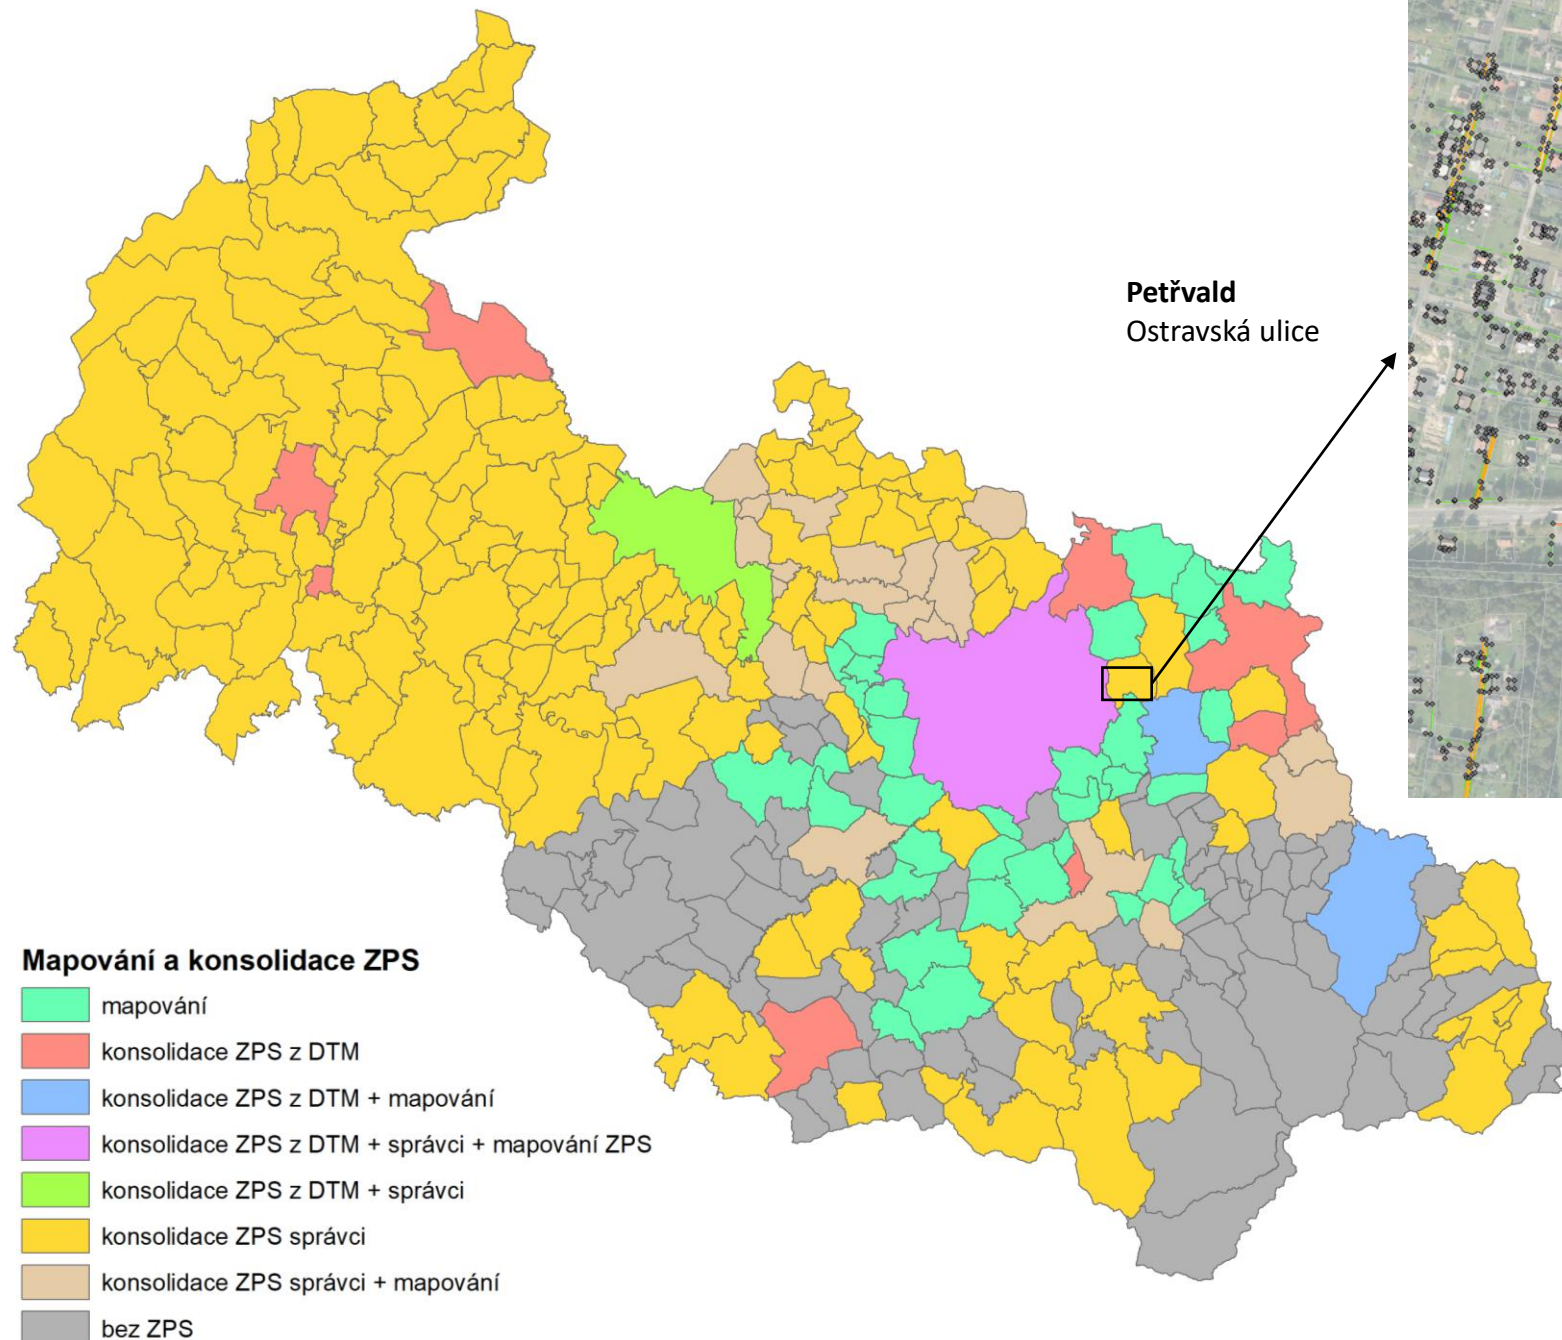 Petřvald
Ostravská ulice
Mapování a konsolidace ZPS
mapování
konsolidace ZPS z DTM
konsolidace ZPS z DTM + mapování
konsolidace ZPS z DTM + správci + mapování ZPS
konsolidace ZPS z DTM + správci
konsolidace ZPS správci
konsolidace ZPS správci + mapování
bez ZPS